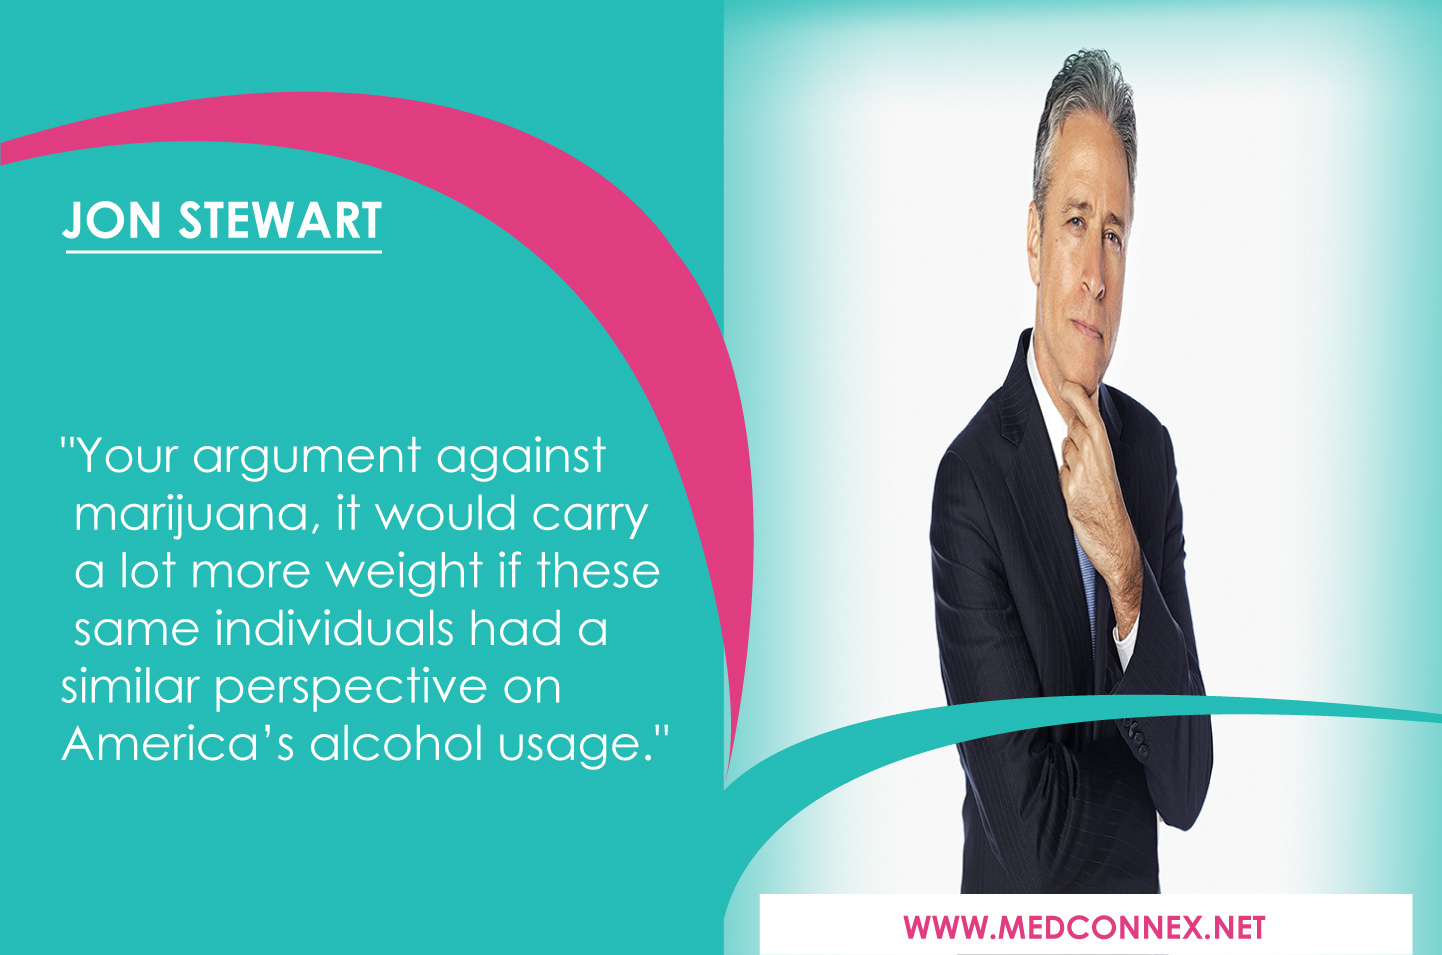 JON STEWART
"Your argument against
marijuana, it would carry
a lot more weight if these
same individuals had a
similar perspective on
America’s alcohol usage."
WWW.MEDCONNEX.NET